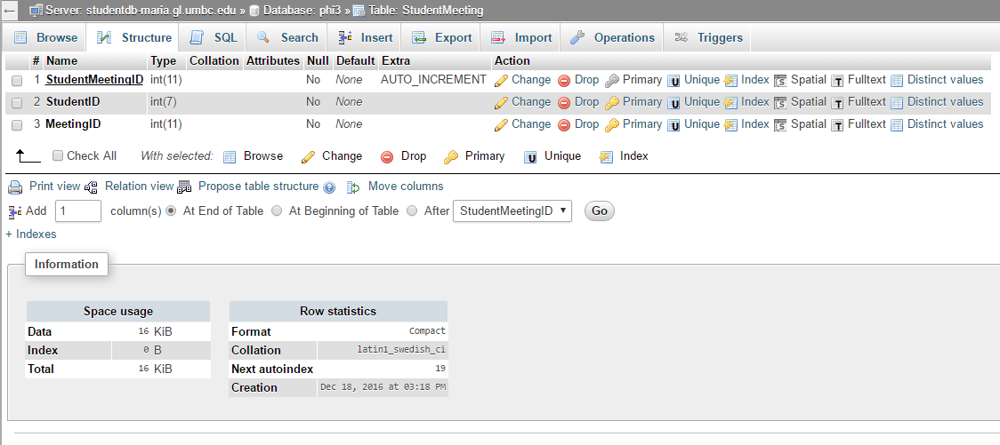 Server: studentdb-maria.gl.umbc.edu » Database: phi3 » Table: StudentMeeting
Browse Structure SQL Search Insert Export Import Operations Triggers
# Name Type Collation Attributes Null Default Extra Action
1 StudentMeetingID int(11) No None AUTO_INCREMENT Change Drop Primary Unique Index Spatial Fulltext Distinct values
2 StudentID int(7) No None Change Drop Primary Unique Index Spatial Fulltext Distinct values
3 MeetingID int(11) No None Change Drop Primary Unique Index Spatial Fulltext Distinct values
Check All With selected: Browse Change Drop Primary Unique Index
Print view Relation view Propose table structure Move columns
Add 1 column(s) At End of Table At Beginning of Table After StudentMeetingID Go
+ Indexes
Information
Space usage
Data 16 KiB
Index 0 B
Total 16 KiB
Row statistics
Format Compact
Collation latin1_swedish_ci
Next autoindex 19
Creation Dec 18, 2016 at 03:18 PM